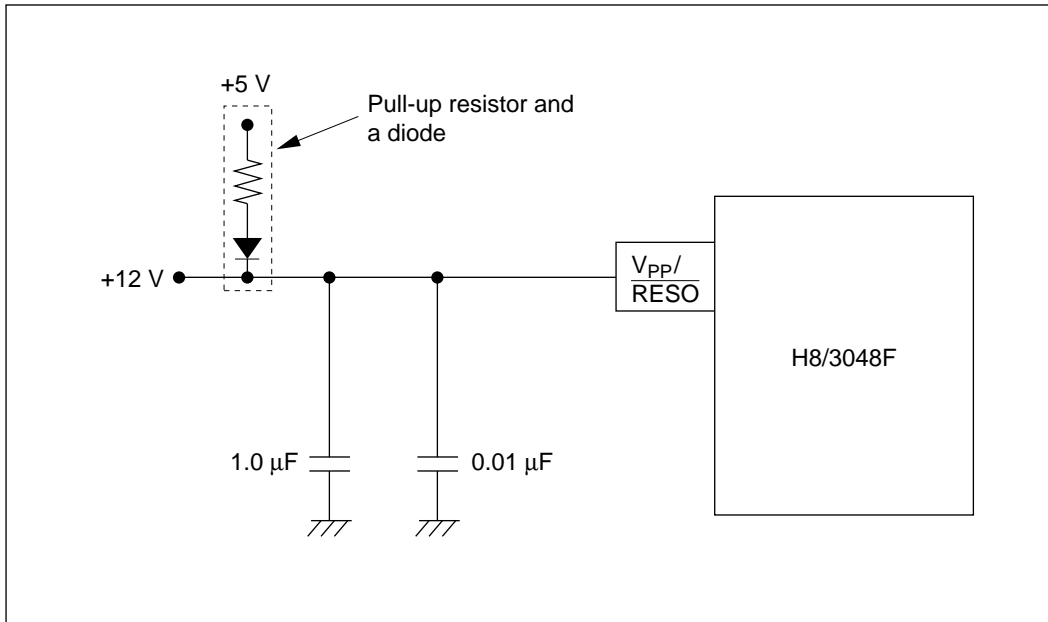 +5 V
Pull-up resistor and
a diode
+12 V
VPP/
RESO
H8/3048F
1.0 μF
0.01 μF